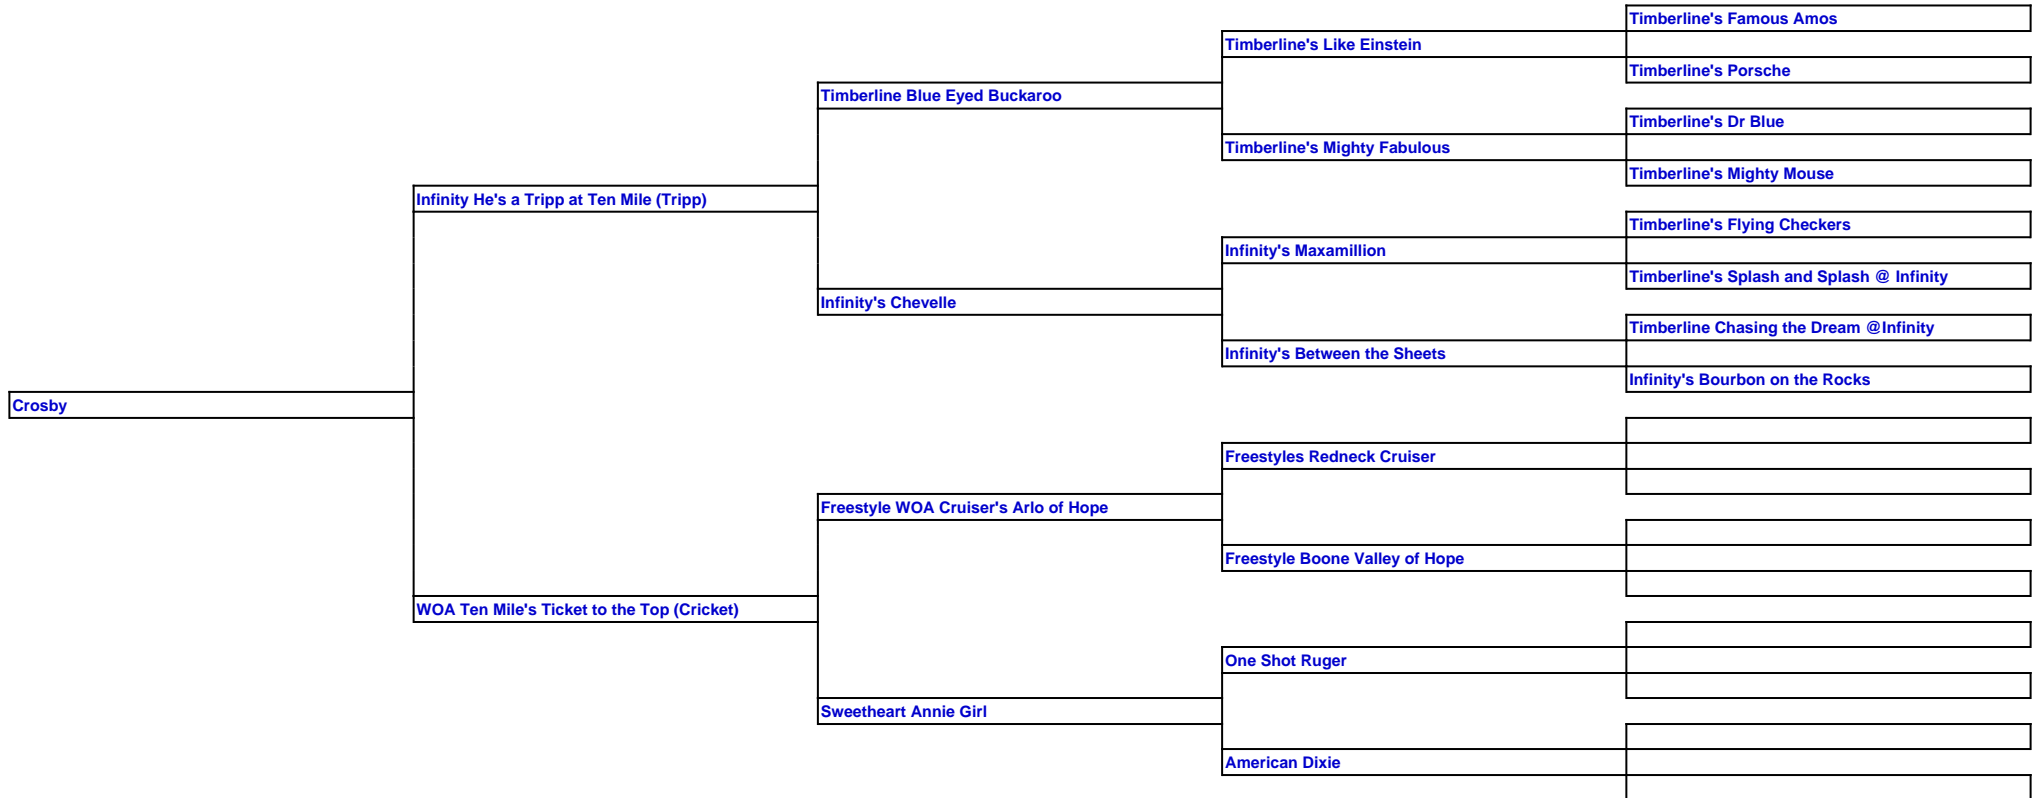 Timberline's Famous Amos
Timberline's Like Einstein
Timberline's Porsche
Timberline Blue Eyed Buckaroo
Timberline's Dr Blue
Timberline's Mighty Fabulous
Timberline's Mighty Mouse
Infinity He's a Tripp at Ten Mile (Tripp)
Timberline's Flying Checkers
Infinity's Maxamillion
Timberline's Splash and Splash @ Infinity
Infinity's Chevelle
Timberline Chasing the Dream @Infinity
Infinity's Between the Sheets
Infinity's Bourbon on the Rocks
Crosby
Freestyles Redneck Cruiser
Freestyle WOA Cruiser's Arlo of Hope
Freestyle Boone Valley of Hope
WOA Ten Mile's Ticket to the Top (Cricket)
One Shot Ruger
Sweetheart Annie Girl
American Dixie